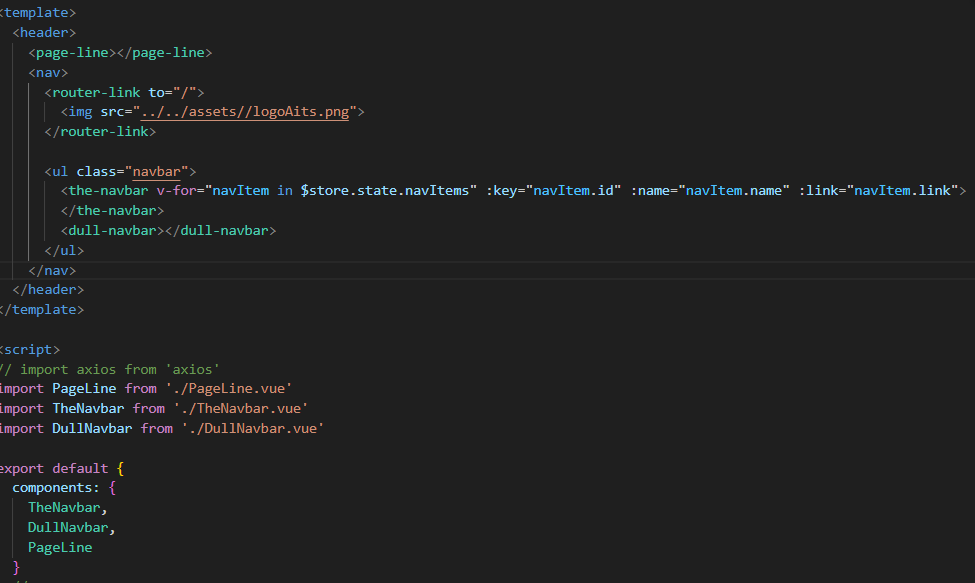 <template>
<header>
<page-line></page-line>
<nav>
<router-link to="/">
<img src="../../assets//logoAits.png">
</router-link>
<ul class="navbar">
<the-navbar v-for="navItem in $store.state.navItems" :key="navItem.id" :name="navItem.name" :link="navItem.link">
</the-navbar>
<dull-navbar></dull-navbar>
</ul>
</nav>
</header>
</template>
<script>
// import axios from 'axios'
import PageLine from './PageLine.vue'
import TheNavbar from './TheNavbar.vue'
import DullNavbar from './DullNavbar.vue'
export default {
components: {
TheNavbar,
DullNavbar,
PageLine
}